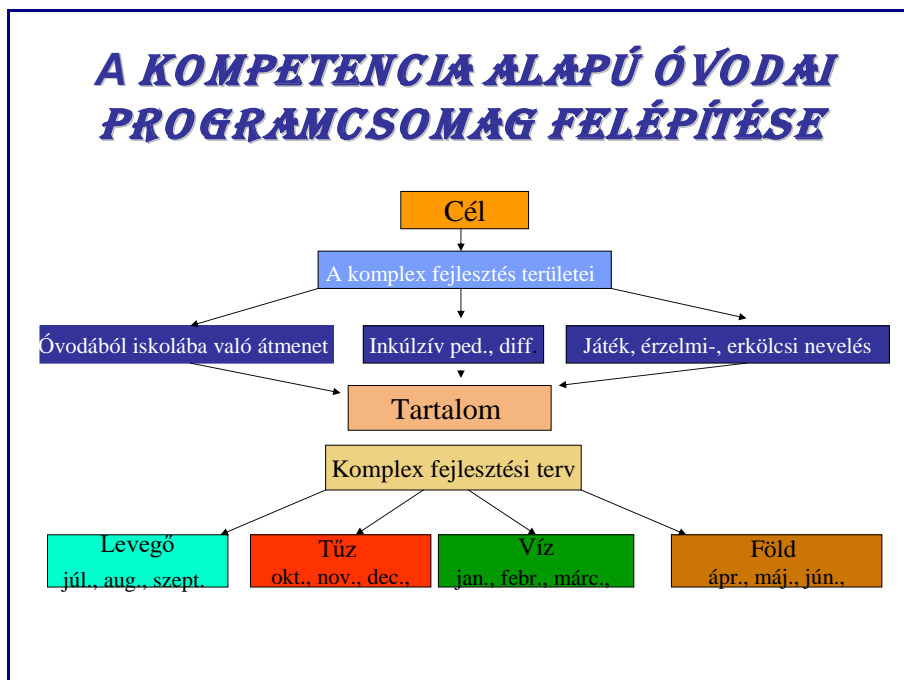 A KOMPETENCIA ALAPÚ ÓVODAI
PROGRAMCSOMAG FELÉPÍTÉSE
Cél
A komplex fejlesztés területei
Óvodából iskolába való átmenet
Inkúlzív ped., diff.
Játék, érzelmi-, erkölcsi nevelés
Tartalom
Komplex fejlesztési terv
Levegő
júl., aug., szept.
Tűz
okt., nov., dec.,
Víz
jan., febr., márc.,
Föld
ápr., máj., jún.,